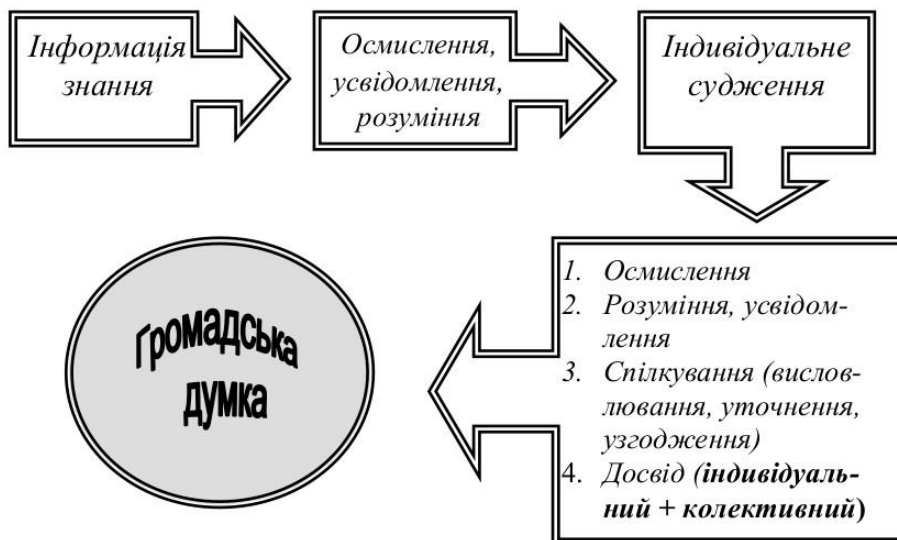 Інформація
знання
Осмислення,
усвідомлення,
розуміння
Індивідуальне
судження
1. Осмислення
2. Розуміння, усвідом-
лення
3. Спілкування (вислов-
лювання, уточнення,
узгодження)
4. Досвід (індивідуаль-
ний + колективний)
Громадська
думка